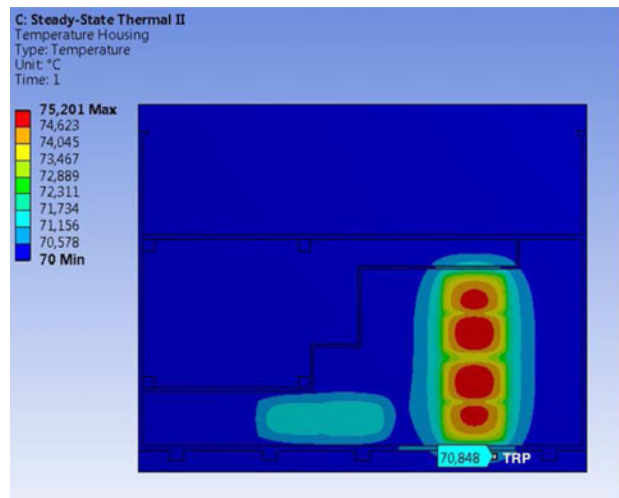 C: Steady-State Thermal II
Temperature Housing
Type: Temperature
Unit: °C
Time: 1
75,201 Max
74,623
74,045
73,467
72,889
72,311
71,734
71,156
70,578
70 Min
70,848 TRP